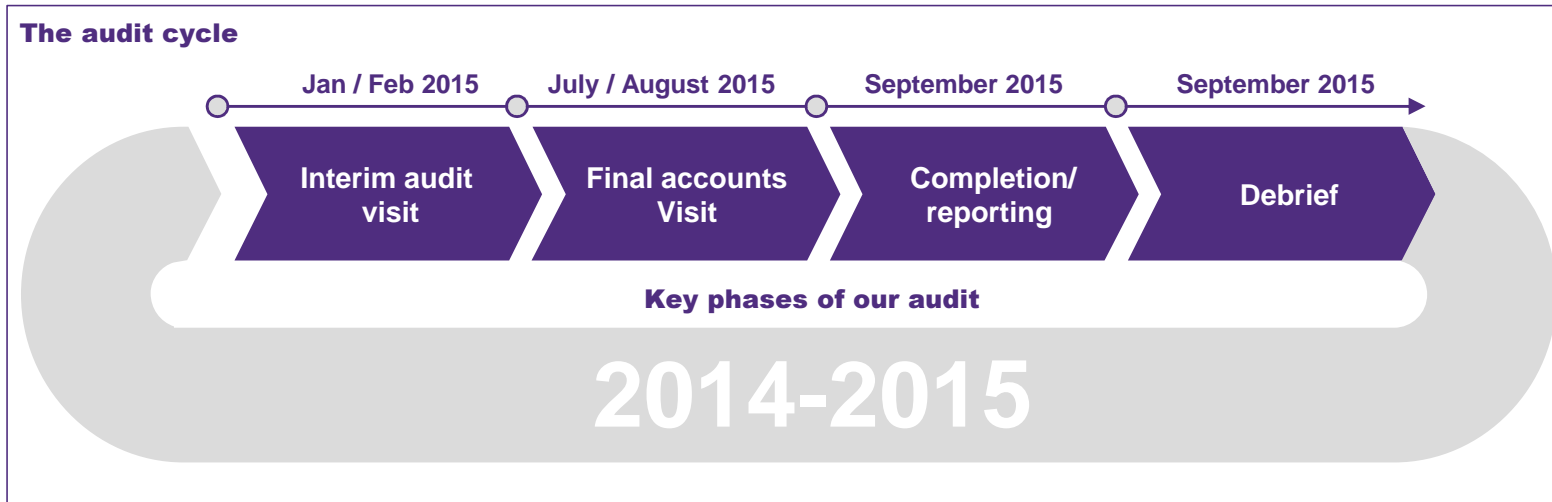 The audit cycle
Jan / Feb 2015
July / August 2015
September 2015
September 2015
Interim audit
visit
Final accounts
Visit
Completion/
reporting
Debrief
Key phases of our audit
2014-2015